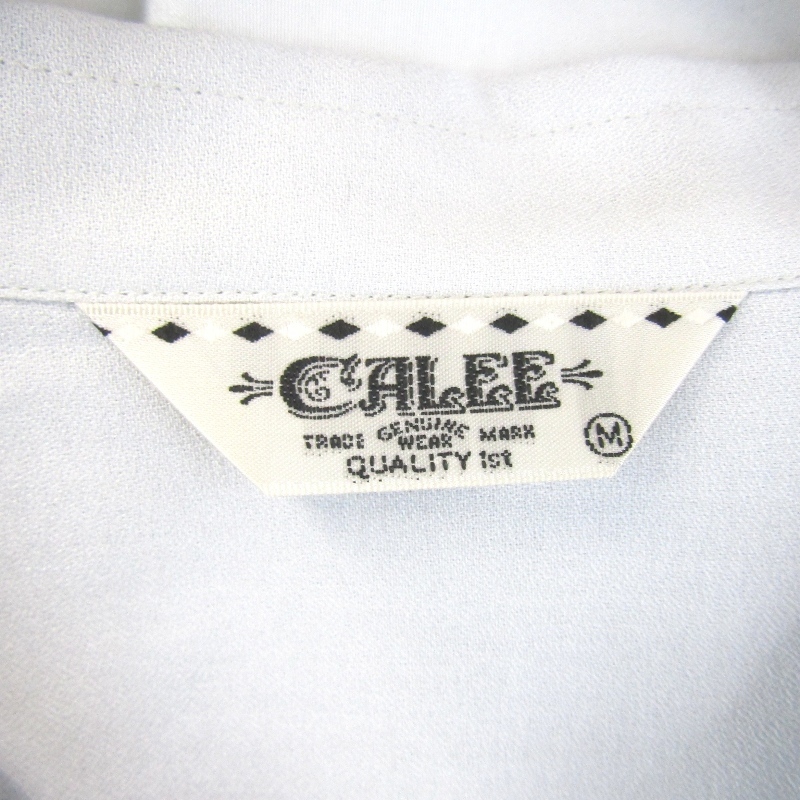 CALEE
TRADE GENUINE WEAR MARK
QUALITY 1st
M